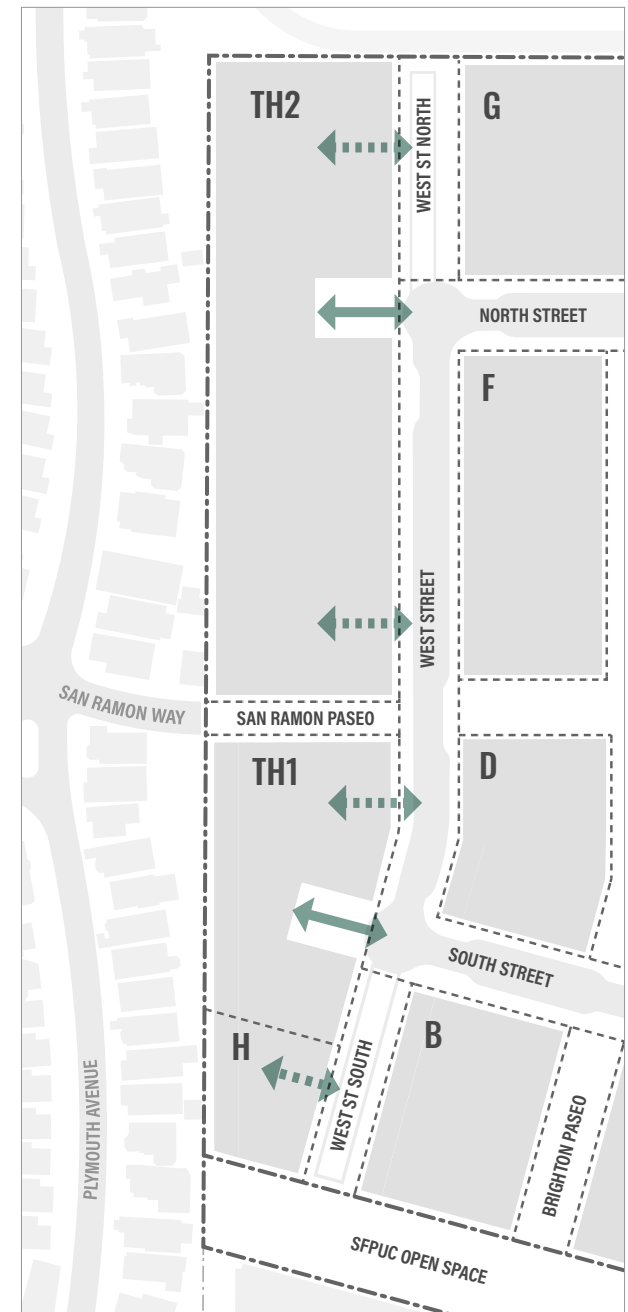 TH2
WEST ST NORTH
G
NORTH STREET
F
WEST STREET
SAN RAMON WAY
SAN RAMON PASEO
TH1
D
SOUTH STREET
H
B
WEST ST SOUTH
PLYMOUTH AVENUE
BRIGHTON PASEO
SFPUC OPEN SPACE